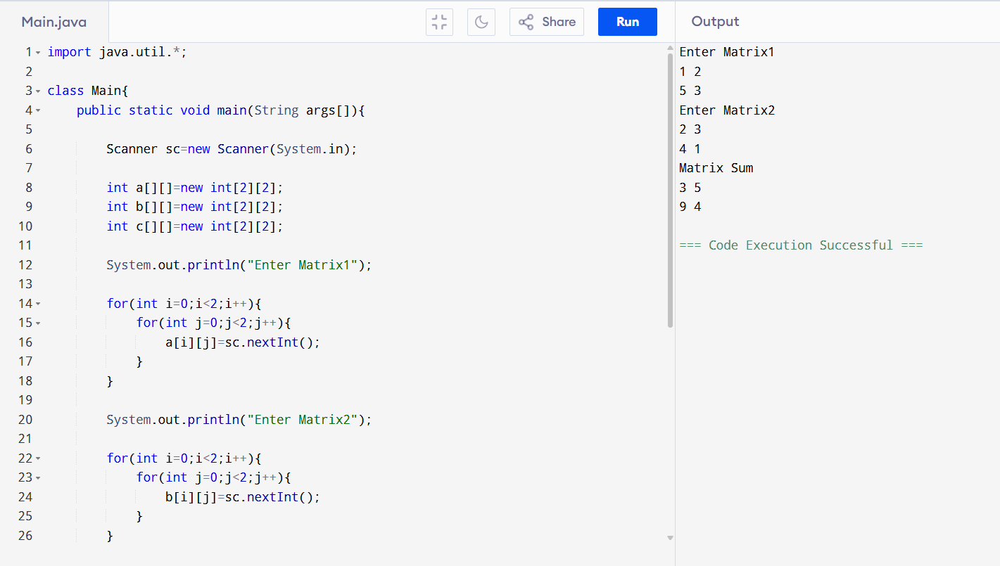 Main.java
Share
Run
Output
1 import java.util.*;
2
3 class Main{
4     public static void main(String args[]){
5
6         Scanner sc=new Scanner(System.in);
7
8         int a[][]=new int[2][2];
9         int b[][]=new int[2][2];
10         int c[][]=new int[2][2];
11
12         System.out.println("Enter Matrix1");
13
14         for(int i=0;i<2;i++){
15             for(int j=0;j<2;j++){
16                 a[i][j]=sc.nextInt();
17             }
18         }
19
20         System.out.println("Enter Matrix2");
21
22         for(int i=0;i<2;i++){
23             for(int j=0;j<2;j++){
24                 b[i][j]=sc.nextInt();
25             }
26         }
Enter Matrix1
1 2
5 3
Enter Matrix2
2 3
4 1
Matrix Sum
3 5
9 4
=== Code Execution Successful ===